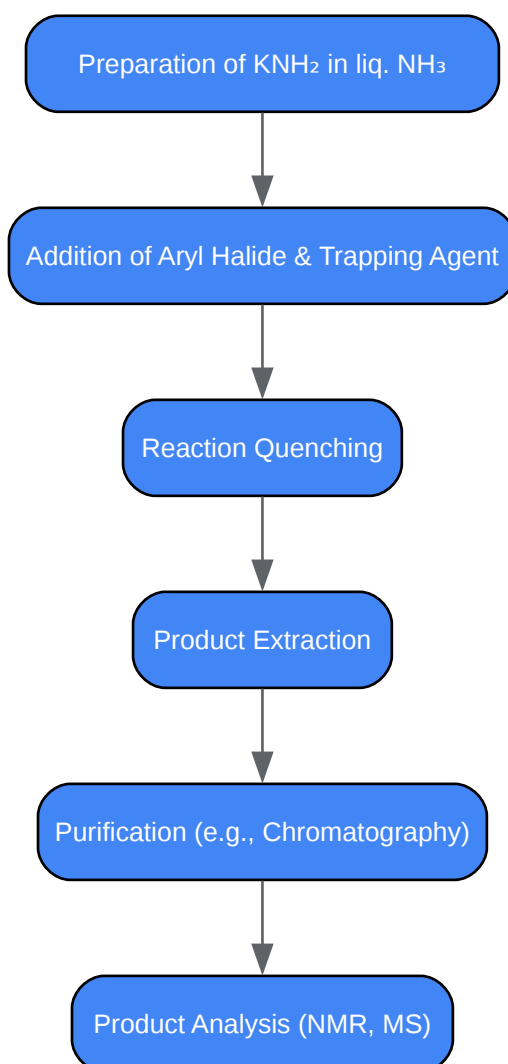 Preparation of KNH₂ in liq. NH₃
Addition of Aryl Halide & Trapping Agent
Reaction Quenching
Product Extraction
Purification (e.g., Chromatography)
Product Analysis (NMR, MS)